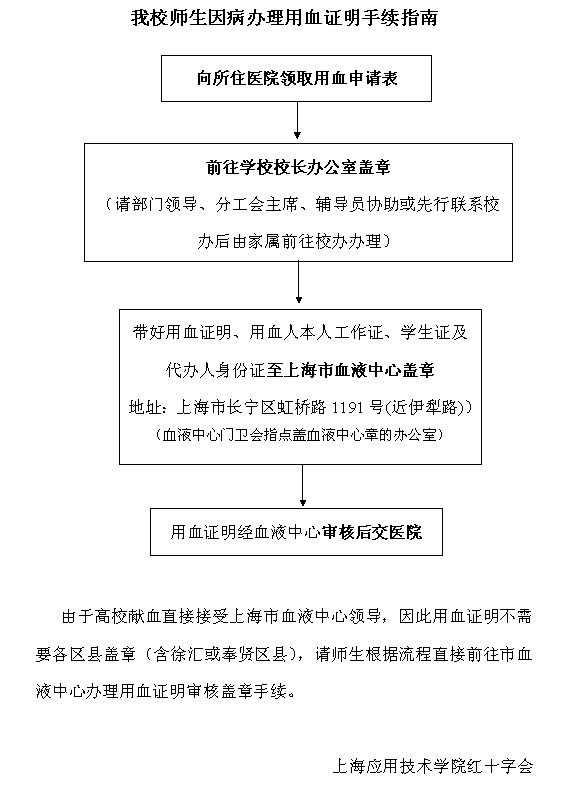 我校师生因病办理用血证明手续指南
向所住医院领取用血申请表
前往学校校长办公室盖章
（请部门领导、分工会主席、辅导员协助或先行联系校
办后由家属前往校办办理）
带好用血证明、用血人本人工作证、学生证及
代办人身份证至上海市血液中心盖章
地址：上海市长宁区虹桥路 1191 号(近伊犁路)）
（血液中心门卫会指点盖血液中心章的办公室）
用血证明经血液中心审核后交医院
由于高校献血直接接受上海市血液中心领导，因此用血证明不需
要各区县盖章（含徐汇或奉贤区县），请师生根据流程直接前往市血
液中心办理用血证明审核盖章手续。
上海应用技术学院红十字会